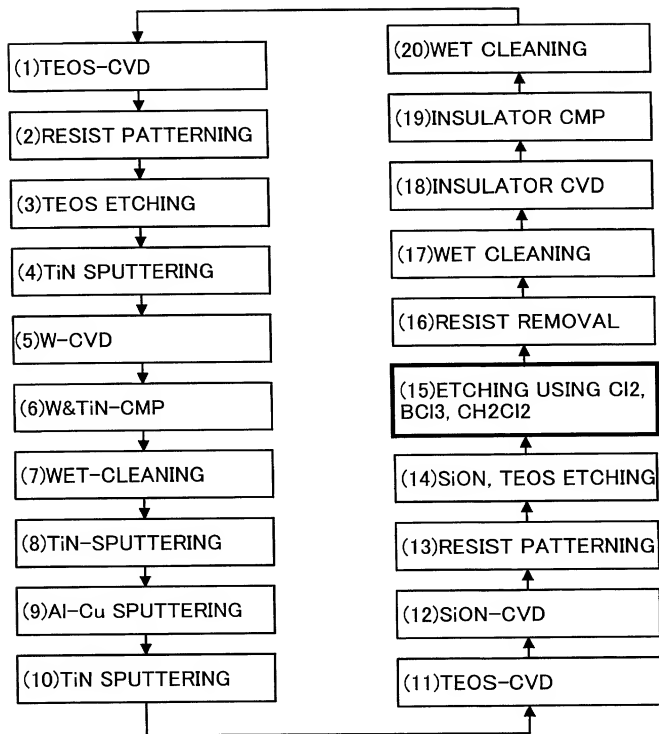 (1)TEOS-CVD
(2)RESIST PATTERNING
(3)TEOS ETCHING
(4)TiN SPUTTERING
(5)W-CVD
(6)W&TiN-CMP
(7)WET-CLEANING
(8)TiN-SPUTTERING
(9)Al-Cu SPUTTERING
(10)TiN SPUTTERING
(11)TEOS-CVD
(12)SiON-CVD
(13)RESIST PATTERNING
(14)SiON, TEOS ETCHING
(15)ETCHING USING Cl2,
BCl3, CH2Cl2
(16)RESIST REMOVAL
(17)WET CLEANING
(18)INSULATOR CVD
(19)INSULATOR CMP
(20)WET CLEANING